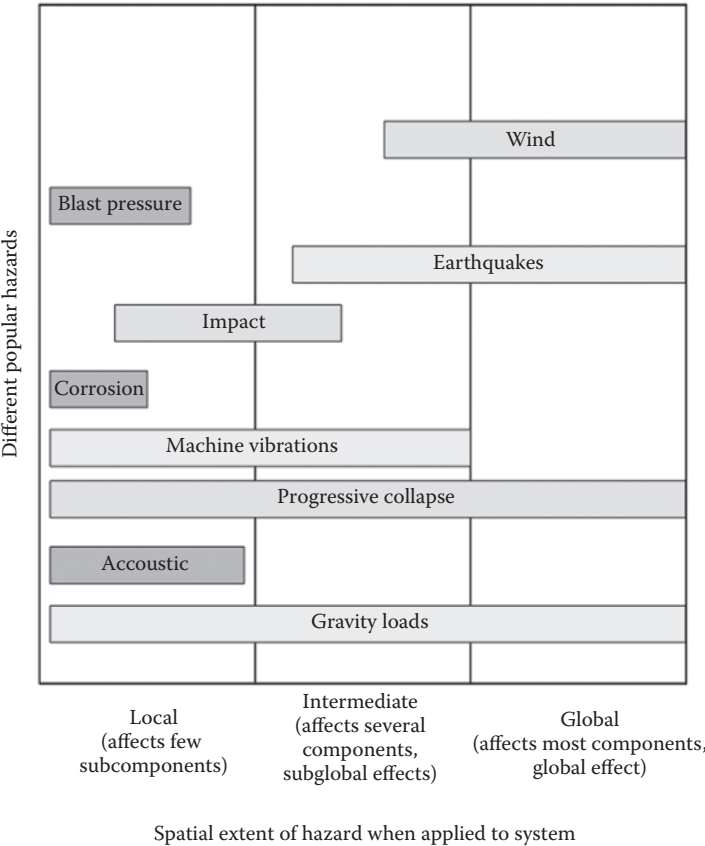 Different popular hazards
Wind
Blast pressure
Earthquakes
Impact
Corrosion
Machine vibrations
Progressive collapse
Accoustic
Gravity loads
Local
(affects few
subcomponents)
Intermediate
(affects several
components,
subglobal effects)
Global
(affects most components,
global effect)
Spatial extent of hazard when applied to system